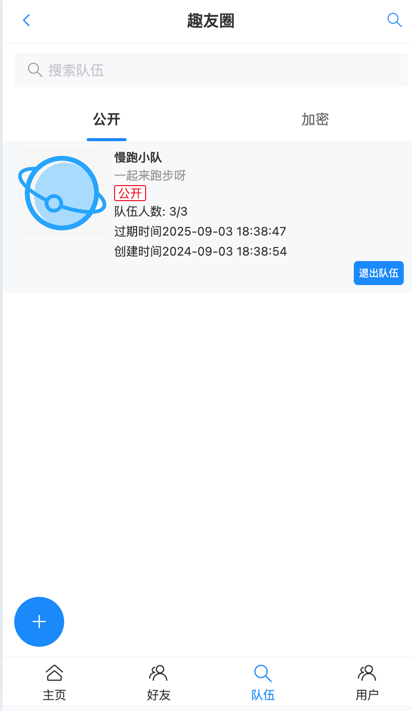 趣友圈
搜索队伍
公开 加密
慢跑小队
一起来跑步呀
公开
队伍人数: 3/3
过期时间2025-09-03 18:38:47
创建时间2024-09-03 18:38:54
退出队伍
主页 好友 队伍 用户